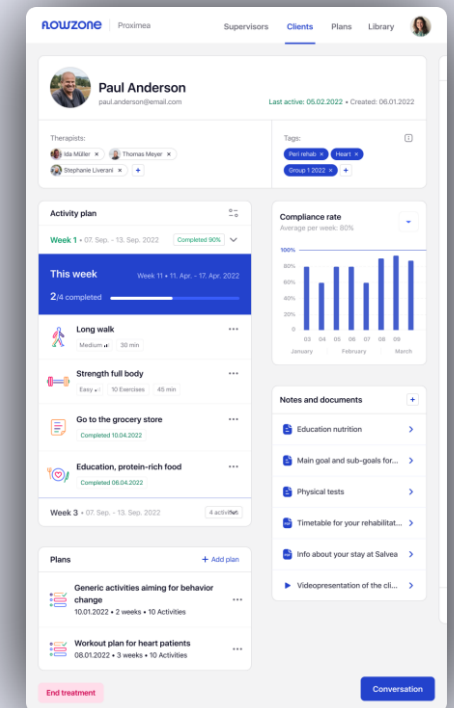 FLOWZONE Proximea
Supervisors Clients Plans Library
Paul Anderson
paul.anderson@email.com
Last active: 05.02.2022 • Created: 06.01.2022
Therapists:
Ida Müller × Thomas Meyer ×
Stephanie Liverani × +
Tags:
Peri rehab × Heart ×
Group 1 2022 × +
Activity plan
Week 1 • 07. Sep. - 13. Sep. 2022 Completed 90%
This week Week 11 • 11. Apr. - 17. Apr. 2022
2/4 completed
Long walk
Medium 30 min
Strength full body
Easy 10 Exercises 45 min
Go to the grocery store
Completed 10.04.2022
Education, protein-rich food
Completed 06.04.2022
Week 3 • 07. Sep. - 13. Sep. 2022 4 activities
Plans + Add plan
Generic activities aiming for behavior
change
10.01.2022 • 2 weeks • 10 Activities
Workout plan for heart patients
08.01.2022 • 3 weeks • 10 Activities
End treatment
Compliance rate
Average per week: 80%
100%
80%
60%
40%
20%
0
03 04 05 06 07 08 09
January February March
Notes and documents +
Education nutrition
Main goal and sub-goals for...
Physical tests
Timetable for your rehabilitat...
Info about your stay at Salvea
Videopresentation of the cli...
Conversation